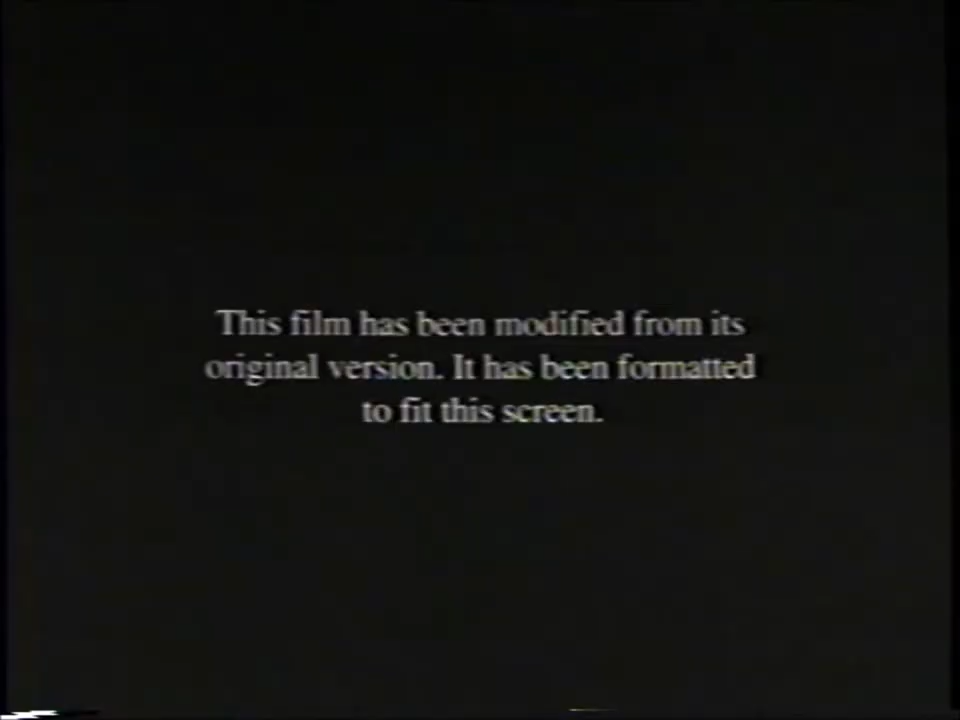 This film has been modified from its
original version. It has been formatted
to fit this screen.